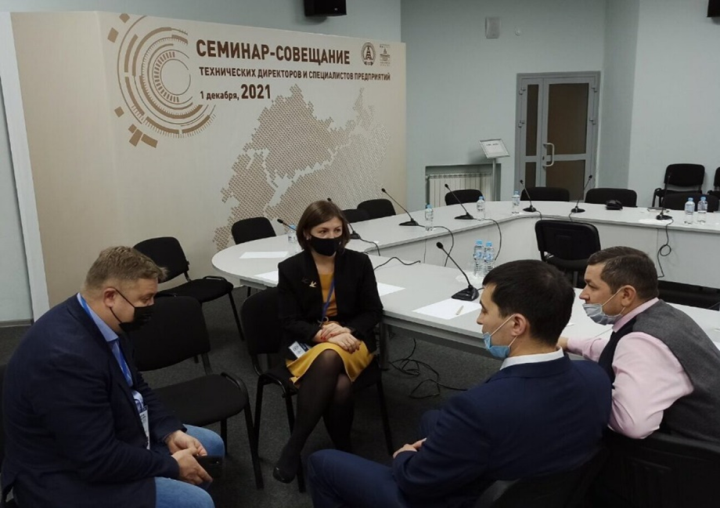 СЕМИНАР-СОВЕЩАНИЕ
ТЕХНИЧЕСКИХ ДИРЕКТОРОВ И СПЕЦИАЛИСТОВ ПРЕДПРИЯТИЙ
1 декабря, 2021